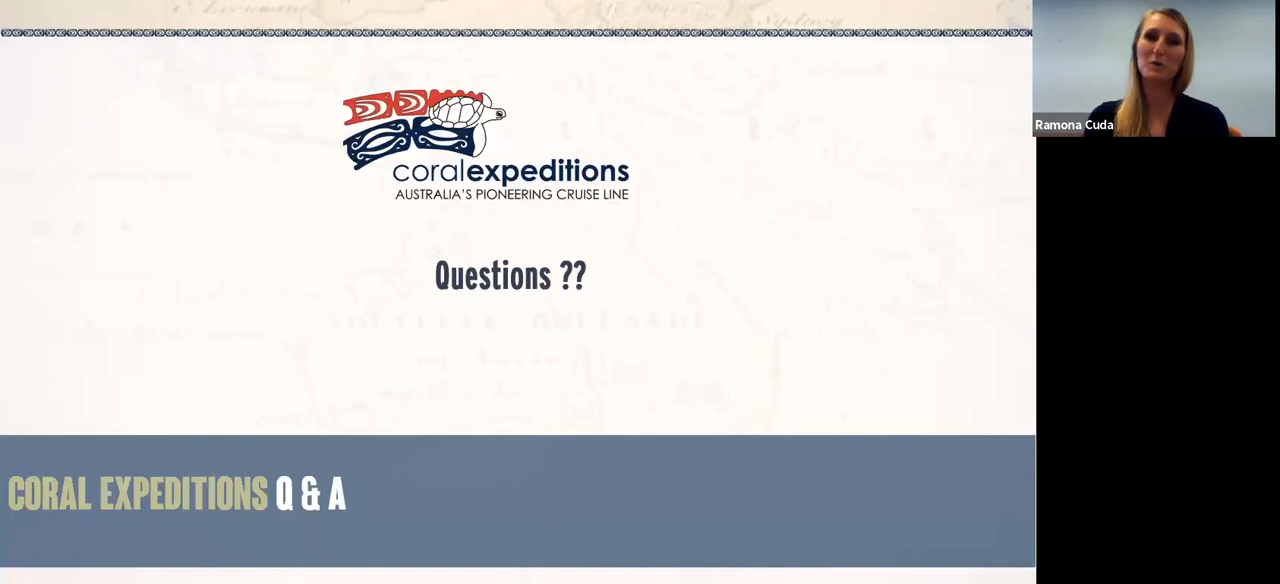 coralexpeditions
AUSTRALIA'S PIONEERING CRUISE LINE
Questions ??
CORAL EXPEDITIONS Q & A
Ramona Cuda